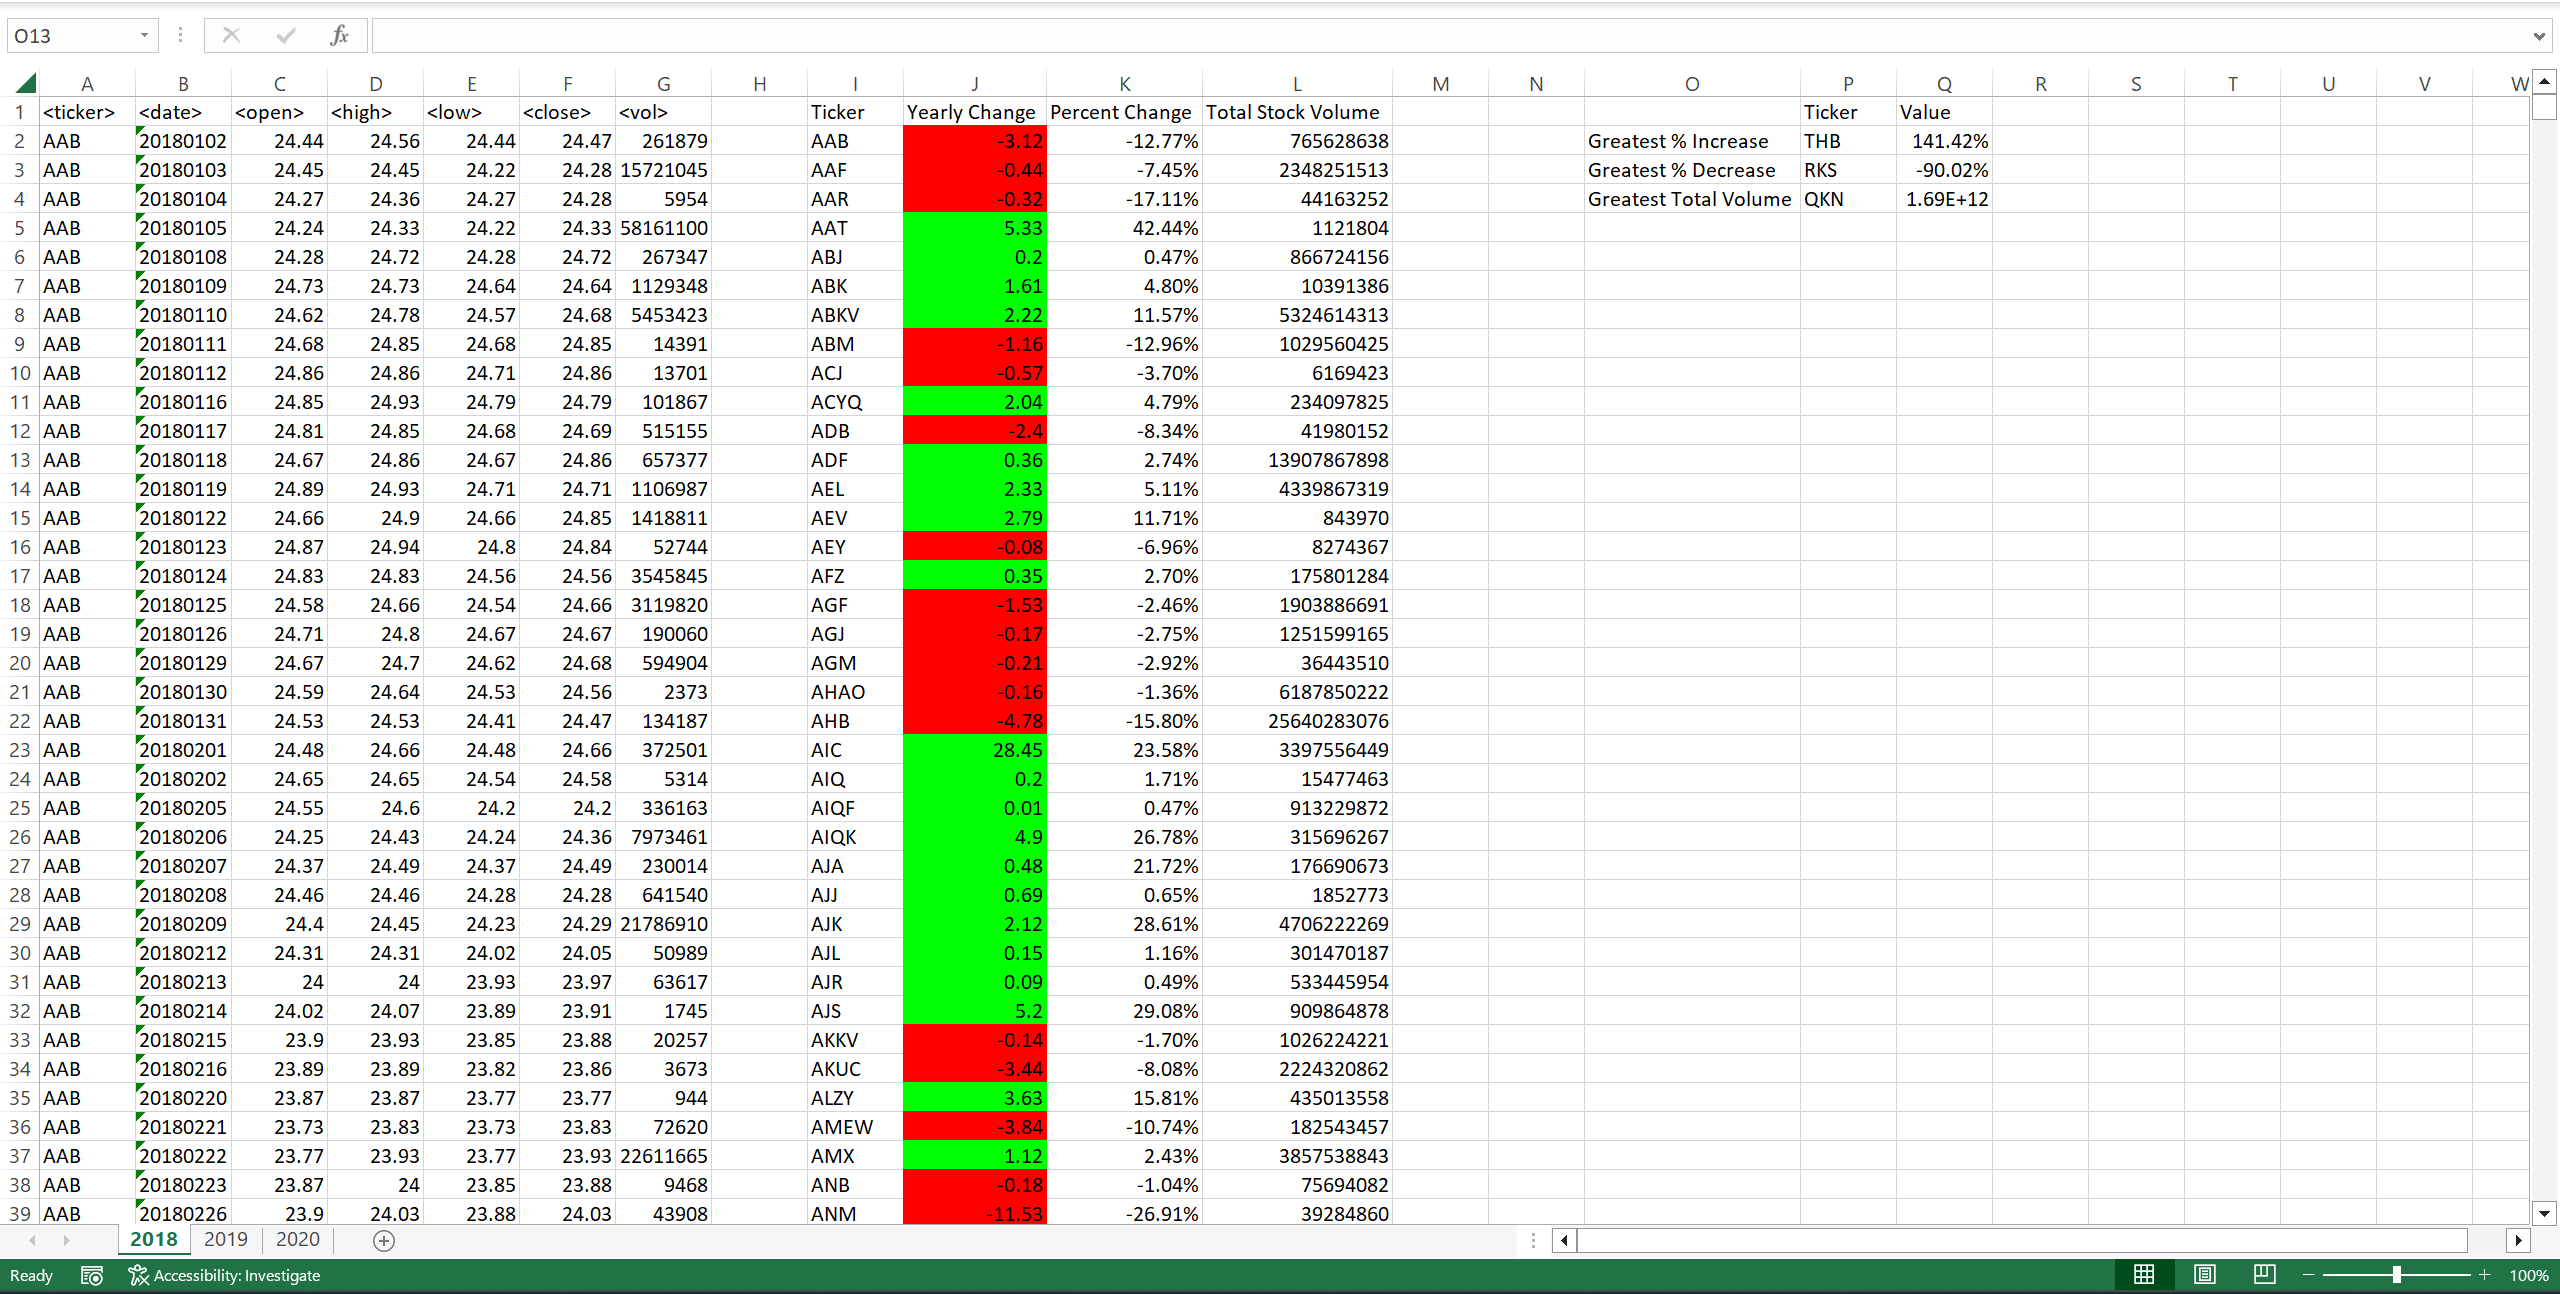 O13 fx
A B C D E F G H I J K L M N O P Q R S T U V W
1 <ticker> <date> <open> <high> <low> <close> <vol> Ticker Yearly Change Percent Change Total Stock Volume Ticker Value
2 AAB 20180102 24.44 24.56 24.44 24.47 261879 AAB -3.12 -12.77% 765628638 Greatest % Increase THB 141.42%
3 AAB 20180103 24.45 24.45 24.22 24.28 15721045 AAF -0.44 -7.45% 2348251513 Greatest % Decrease RKS -90.02%
4 AAB 20180104 24.27 24.36 24.27 24.28 5954 AAR -0.32 -17.11% 44163252 Greatest Total Volume QKN 1.69E+12
5 AAB 20180105 24.24 24.33 24.22 24.33 58161100 AAT 5.33 42.44% 1121804
6 AAB 20180108 24.28 24.72 24.28 24.72 267347 ABJ 0.2 0.47% 866724156
7 AAB 20180109 24.73 24.73 24.64 24.64 1129348 ABK 1.61 4.80% 10391386
8 AAB 20180110 24.62 24.78 24.57 24.68 5453423 ABKV 2.22 11.57% 5324614313
9 AAB 20180111 24.68 24.85 24.68 24.85 14391 ABM -1.16 -12.96% 1029560425
10 AAB 20180112 24.86 24.86 24.71 24.86 13701 ACJ -0.57 -3.70% 6169423
11 AAB 20180116 24.85 24.93 24.79 24.79 101867 ACYQ 2.04 4.79% 234097825
12 AAB 20180117 24.81 24.85 24.68 24.69 515155 ADB -2.4 -8.34% 41980152
13 AAB 20180118 24.67 24.86 24.67 24.86 657377 ADF 0.36 2.74% 13907867898
14 AAB 20180119 24.89 24.93 24.71 24.71 1106987 AEL 2.33 5.11% 4339867319
15 AAB 20180122 24.66 24.9 24.66 24.85 1418811 AEV 2.79 11.71% 843970
16 AAB 20180123 24.87 24.94 24.8 24.84 52744 AEY -0.08 -6.96% 8274367
17 AAB 20180124 24.83 24.83 24.56 24.56 3545845 AFZ 0.35 2.70% 175801284
18 AAB 20180125 24.58 24.66 24.54 24.66 3119820 AGF -1.53 -2.46% 1903886691
19 AAB 20180126 24.71 24.8 24.67 24.67 190060 AGJ -0.17 -2.75% 1251599165
20 AAB 20180129 24.67 24.7 24.62 24.68 594904 AGM -0.21 -2.92% 36443510
21 AAB 20180130 24.59 24.64 24.53 24.56 2373 AHAO -0.16 -1.36% 6187850222
22 AAB 20180131 24.53 24.53 24.41 24.47 134187 AHB -4.78 -15.80% 25640283076
23 AAB 20180201 24.48 24.66 24.48 24.66 372501 AIC 28.45 23.58% 3397556449
24 AAB 20180202 24.65 24.65 24.54 24.58 5314 AIQ 0.2 1.71% 15477463
25 AAB 20180205 24.55 24.6 24.2 24.2 336163 AIQF 0.01 0.47% 913229872
26 AAB 20180206 24.25 24.43 24.24 24.36 7973461 AIQK 4.9 26.78% 315696267
27 AAB 20180207 24.37 24.49 24.37 24.49 230014 AJA 0.48 21.72% 176690673
28 AAB 20180208 24.46 24.46 24.28 24.28 641540 AJJ 0.69 0.65% 1852773
29 AAB 20180209 24.4 24.45 24.23 24.29 21786910 AJK 2.12 28.61% 4706222269
30 AAB 20180212 24.31 24.31 24.02 24.05 50989 AJL 0.15 1.16% 301470187
31 AAB 20180213 24 24 23.93 23.97 63617 AJR 0.09 0.49% 533445954
32 AAB 20180214 24.02 24.07 23.89 23.91 1745 AJS 5.2 29.08% 909864878
33 AAB 20180215 23.9 23.93 23.85 23.88 20257 AKKV -0.14 -1.70% 1026224221
34 AAB 20180216 23.89 23.89 23.82 23.86 3673 AKUC -3.44 -8.08% 2224320862
35 AAB 20180220 23.87 23.87 23.77 23.77 944 ALZY 3.63 15.81% 435013558
36 AAB 20180221 23.73 23.83 23.73 23.83 72620 AMEW -3.84 -10.74% 182543457
37 AAB 20180222 23.77 23.93 23.77 23.93 22611665 AMX 1.12 2.43% 3857538843
38 AAB 20180223 23.87 24 23.85 23.88 9468 ANB -0.18 -1.04% 75694082
39 AAB 20180226 23.9 24.03 23.88 24.03 43908 ANM -11.53 -26.91% 39284860
2018 2019 2020
Ready Accessibility: Investigate 100%